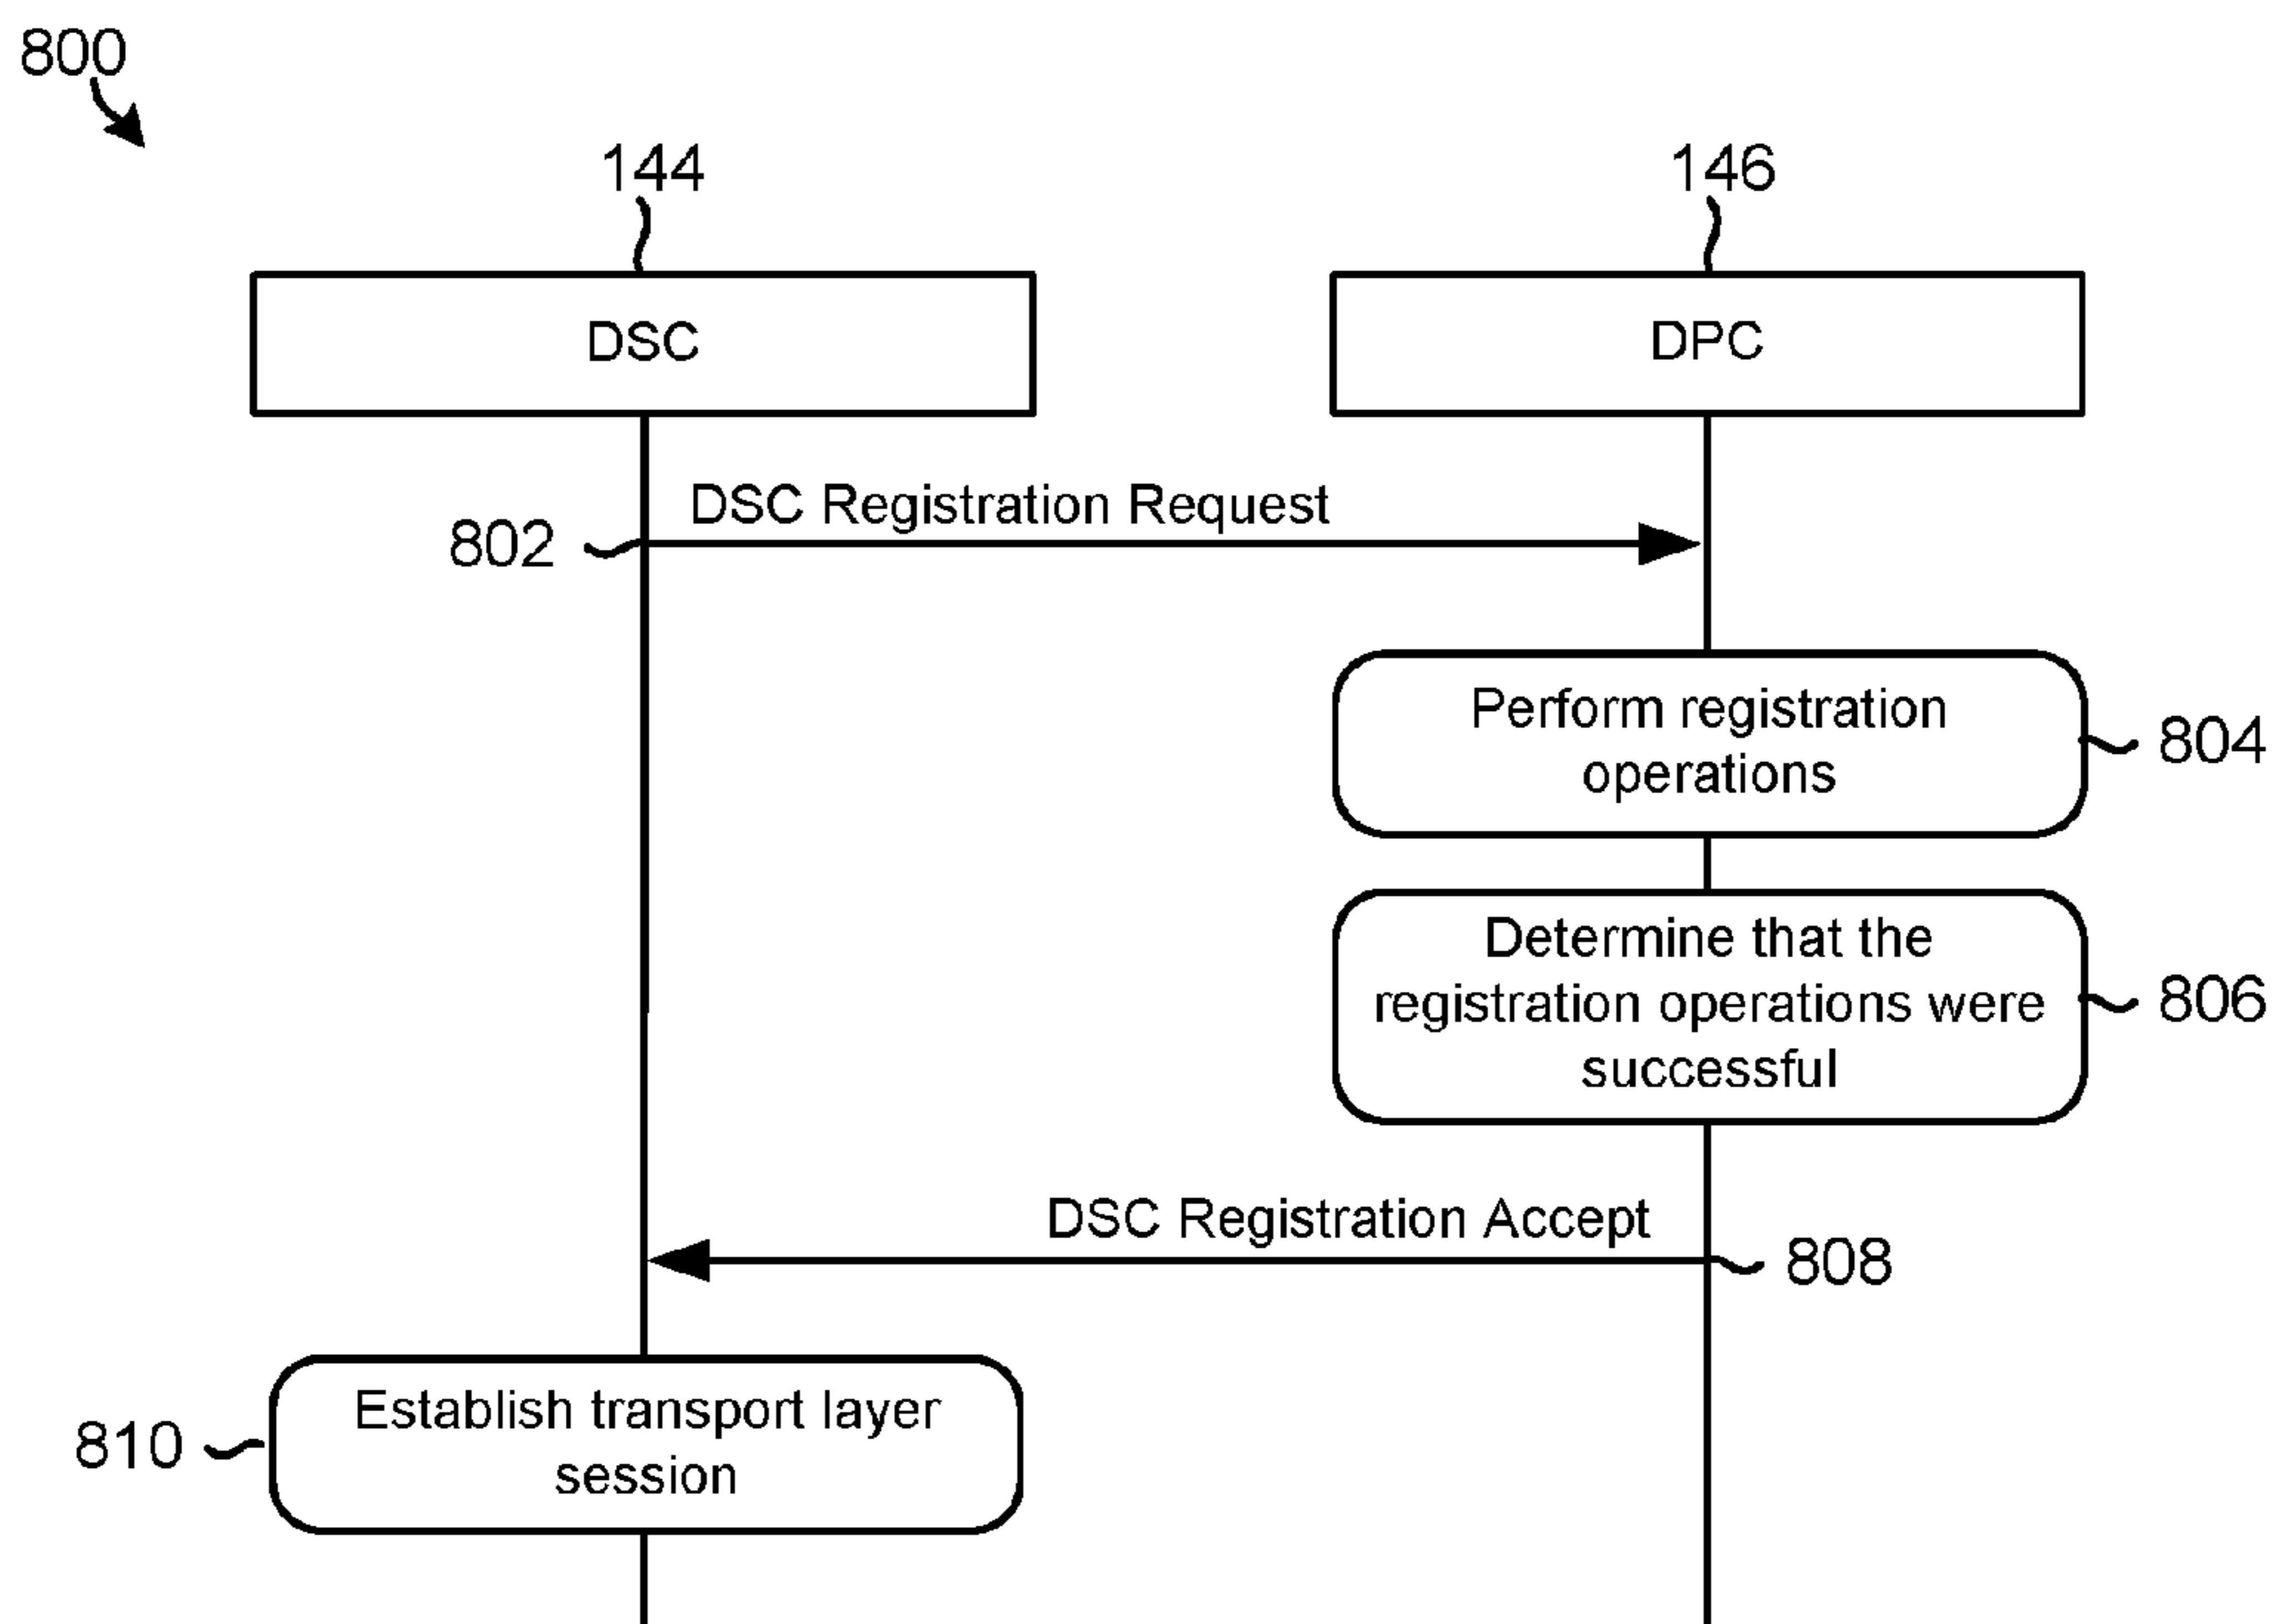 800
144
146
DSC
DPC
DSC Registration Request
802
Perform registration
operations
804
Determine that the
registration operations were
successful
806
DSC Registration Accept
808
Establish transport layer
session
810